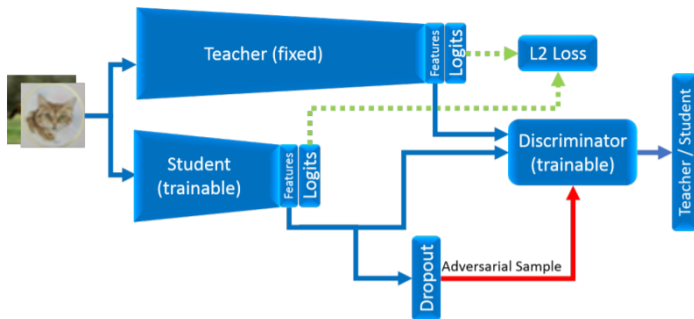 Teacher (fixed)
Features
Logits
L2 Loss
Student
(trainable)
Features
Logits
Discriminator
(trainable)
Teacher / Student
Dropout
Adversarial Sample